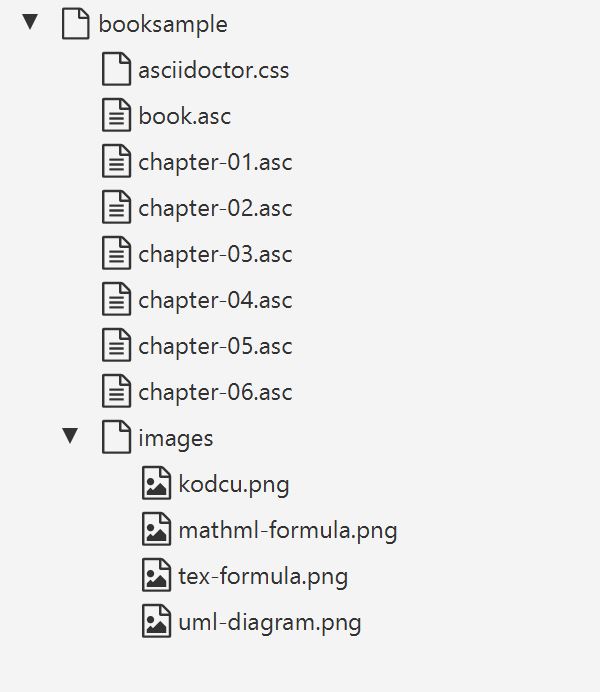 booksample
asciidoctor.css
book.asc
chapter-01.asc
chapter-02.asc
chapter-03.asc
chapter-04.asc
chapter-05.asc
chapter-06.asc
images
kodcu.png
mathml-formula.png
tex-formula.png
uml-diagram.png